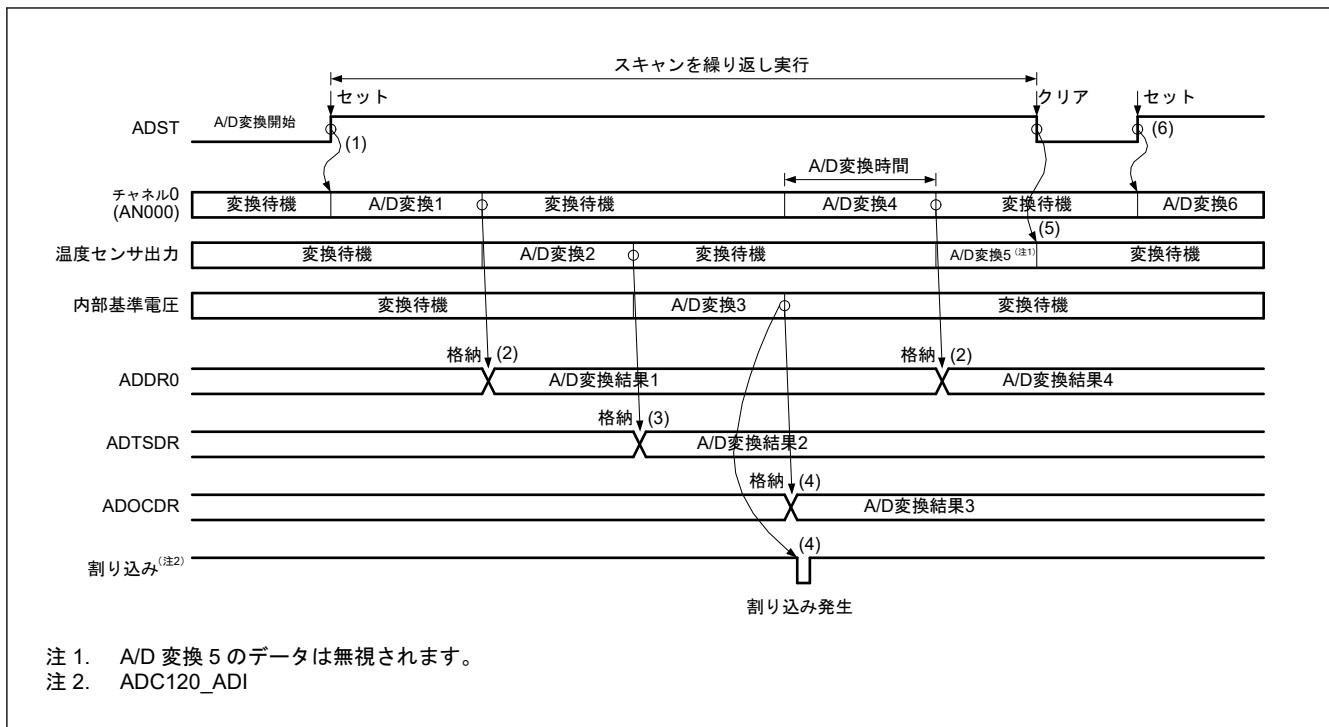 スキャンを繰り返し実行
セット
クリア
セット
ADST
A/D変換開始
(1)
(6)
A/D変換時間
チャネル0
(AN000)
変換待機
A/D変換1
変換待機
A/D変換4
変換待機
A/D変換6
(5)
温度センサ出力
変換待機
A/D変換2
変換待機
A/D変換5(注1)
変換待機
内部基準電圧
変換待機
A/D変換3
変換待機
格納
(2)
格納
(2)
ADDR0
A/D変換結果1
A/D変換結果4
格納
(3)
ADTSDR
A/D変換結果2
格納
(4)
ADOCDR
A/D変換結果3
(4)
割り込み(注2)
割り込み発生
注 1. A/D 変換 5 のデータは無視されます。
注 2. ADC120_ADI